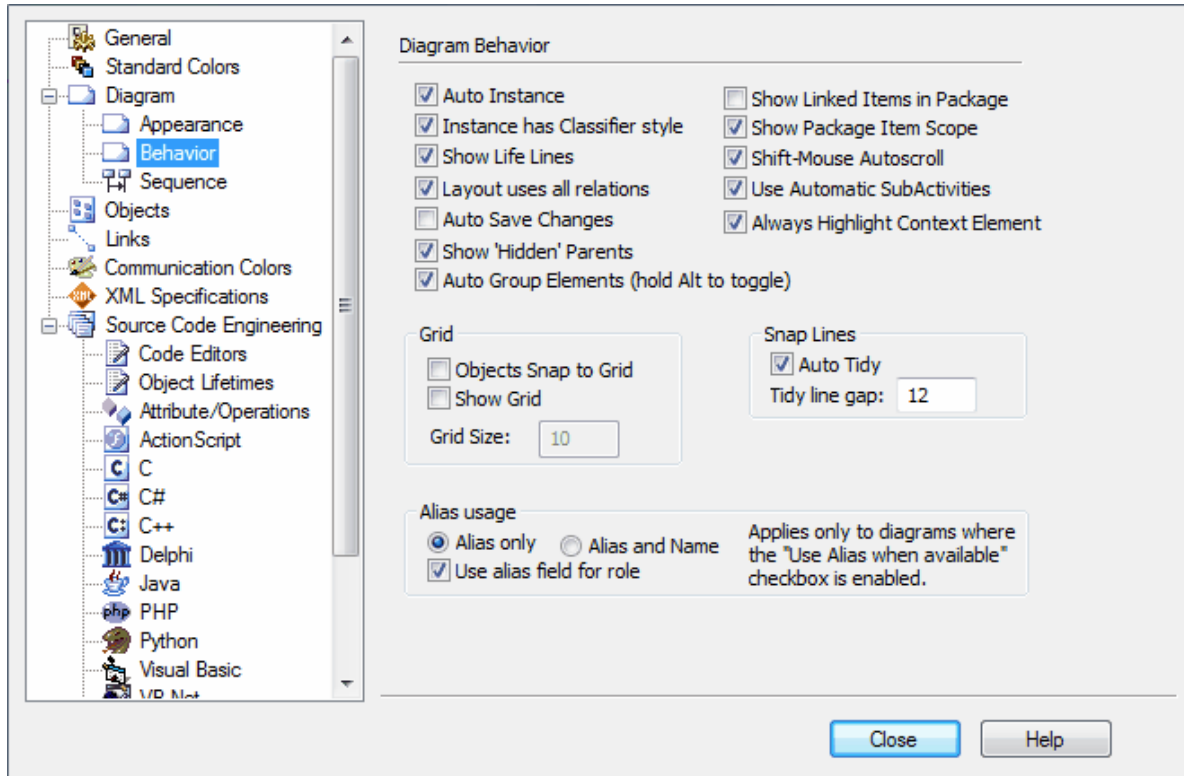 General
Standard Colors
Diagram
Appearance
Behavior
Sequence
Objects
Links
Communication Colors
XML Specifications
Source Code Engineering
Code Editors
Object Lifetimes
Attribute/Operations
ActionScript
C
C#
C++
Delphi
Java
php PHP
Python
Visual Basic
VB.Net
Diagram Behavior
Auto Instance
Instance has Classifier style
Show Life Lines
Layout uses all relations
Auto Save Changes
Show 'Hidden' Parents
Auto Group Elements (hold Alt to toggle)
Show Linked Items in Package
Show Package Item Scope
Shift-Mouse Autoscroll
Use Automatic SubActivities
Always Highlight Context Element
Grid
Objects Snap to Grid
Show Grid
Grid Size: 10
Snap Lines
Auto Tidy
Tidy line gap: 12
Alias usage
Alias only Alias and Name
Use alias field for role
Applies only to diagrams where
the "Use Alias when available"
checkbox is enabled.
Close Help